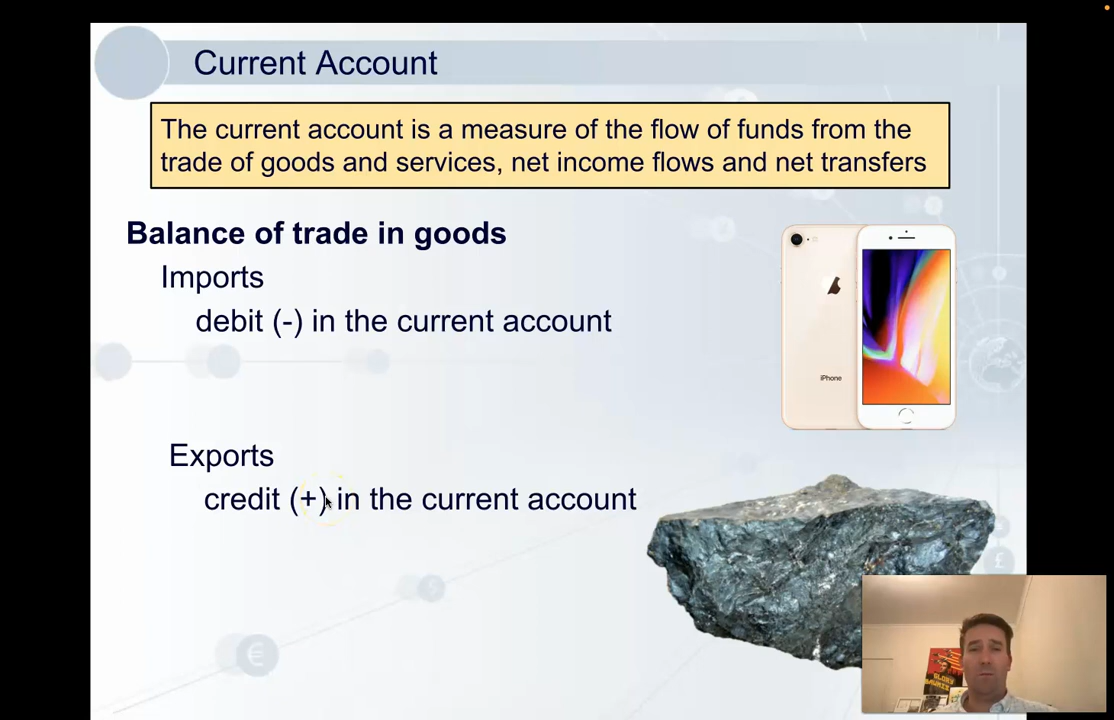 Current Account
The current account is a measure of the flow of funds from the
trade of goods and services, net income flows and net transfers
Balance of trade in goods
Imports
debit (-) in the current account
iPhone
Exports
credit (+) in the current account
£
€
GLORY